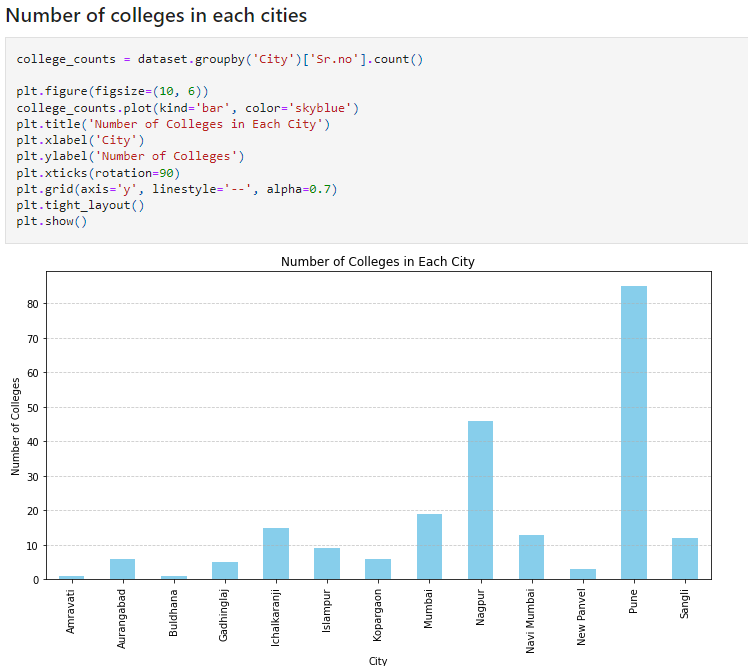 Number of colleges in each cities
college_counts = dataset.groupby('City')['Sr.no'].count()
plt.figure(figsize=(10, 6))
college_counts.plot(kind='bar', color='skyblue')
plt.title('Number of Colleges in Each City')
plt.xlabel('City')
plt.ylabel('Number of Colleges')
plt.xticks(rotation=90)
plt.grid(axis='y', linestyle='--', alpha=0.7)
plt.tight_layout()
plt.show()
Number of Colleges in Each City
Number of Colleges
80
70
60
50
40
30
20
10
0
Amravati
Aurangabad
Buldhana
Gadhinglaj
Ichalkaranji
Islampur
Kopargaon
Mumbai
Nagpur
Navi Mumbai
New Panvel
Pune
Sangli
City